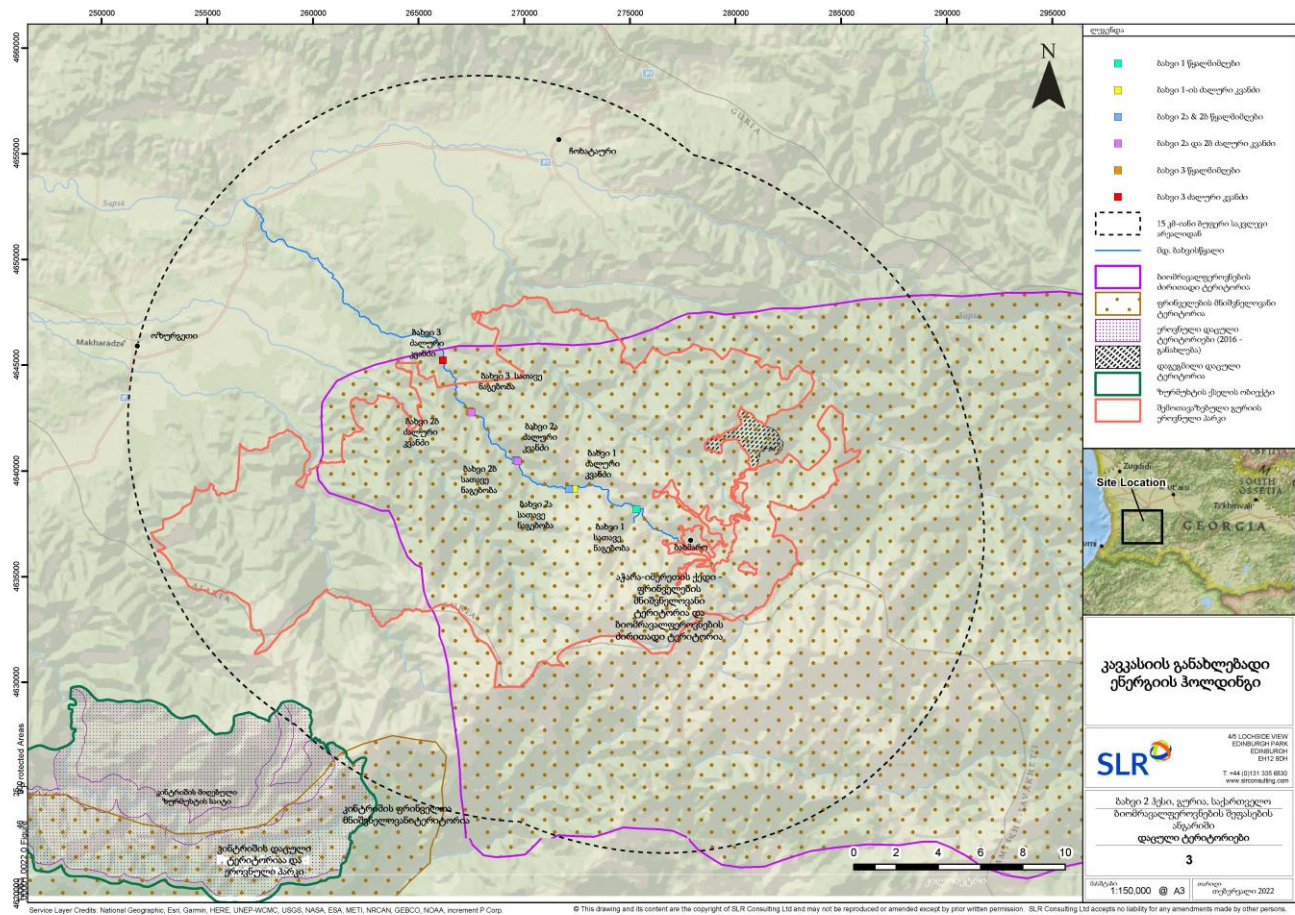 250000 255000 260000 265000 270000 275000 280000 285000 290000 295000
4660000
4655000
4650000
4645000
4640000
4635000
4630000
N
GURIA
ჩოხატაური
Supsa
Supsa
Makharadze
ოზურგეთი
ბახვი 3
ძალური
კვანძი
ბახვი 3 სათავე
ნაგებობა
ბახვი 2ბ
ძალური
კვანძი
ბახვი 2ა
ძალური
კვანძი
ბახვი 1
ძალური
კვანძი
ბახვი 2ბ
სათავე
ნაგებობა
ბახვი 2ა
სათავე
ნაგებობა
ბახვი 1
სათავე
ნაგებობა
ბახმარო
აჭარა-იმერეთის ქედი -
ფრინველების
მნიშვნელოვანი
ტერიტორია და
ბიომრავალფეროვნების
ძირითადი ტერიტორია
კინტრიშის მიღებული
ზურმუხტის საიტი
კინტრიშის ფრინველთა
მნიშვნელოვანი ტერიტორია
კინტრიშის დაცული
ტერიტორია და
ეროვნული პარკი
0 2 4 6 8 10
კილომეტრი
ლეგენდა
ბახვი 1 წყალმიმღები
ბახვი 1-ის ძალური კვანძი
ბახვი 2ა & 2ბ წყალმიმღები
ბახვი 2ა და 2ბ ძალური კვანძი
ბახვი 3 წყალმიმღები
ბახვი 3 ძალური კვანძი
15 კმ-იანი ბუფერი საკვლევი
არეალიდან
მდ. ბახვისწყალი
ბიომრავალფეროვნების
ძირითადი ტერიტორია
ფრინველების მნიშვნელოვანი
ტერიტორია
ეროვნული დაცული
ტერიტორიები (2016 -
განახლება)
დაგეგმილი დაცული
ტერიტორია
ზურმუხტის ქსელის ობიექტი
შემოთავაზებული გურიის
ეროვნული პარკი
Zugdidi
Site Location
SOUTH
OSSETIA
Ts'khinvali
GEORGIA
კავკასიის განახლებადი
ენერგიის ჰოლდინგი
SLR
4/5 LOCHSIDE VIEW
EDINBURGH PARK
EDINBURGH
EH12 9DH
T: +44 (0)131 335 6830
www.slrconsulting.com
ბახვი 2 ჰესი, გურია, საქართველო
ბიომრავალფეროვნების შეფასების
ანგარიში
დაცული ტერიტორიები
3
მასშტაბი
1:150,000 @ A3
თარიღი
თებერვალი 2022
Service Layer Credits: National Geographic, Esri, Garmin, HERE, UNEP-WCMC, USGS, NASA, ESA, METI, NRCAN, GEBCO, NOAA, increment P Corp.
© This drawing and its content are the copyright of SLR Consulting Ltd and may not be reproduced or amended except by prior written permission. SLR Consulting Ltd accepts no liability for any amendments made by other persons.